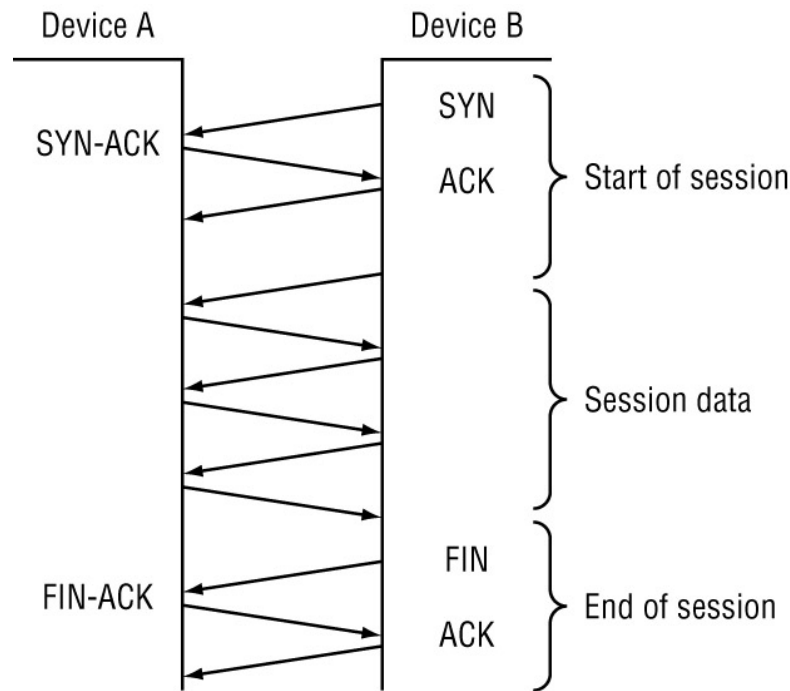 Device A
Device B
SYN
SYN-ACK
ACK
Start of session
Session data
FIN
FIN-ACK
End of session
ACK